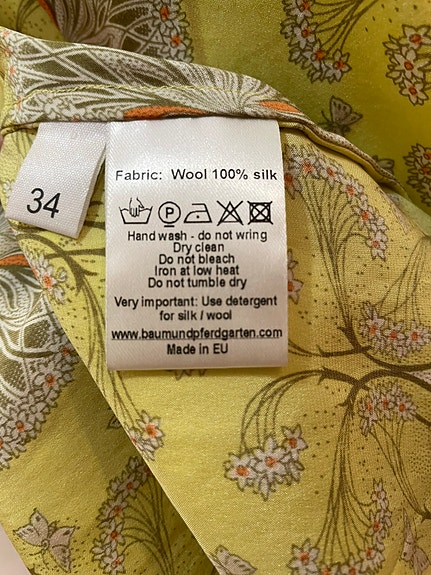 34
Fabric: Wool 100% silk
P
Hand wash - do not wring
Dry clean
Do not bleach
Iron at low heat
Do not tumble dry
Very important: Use detergent
for silk / wool
www.baumundpferdgarten.com
Made in EU